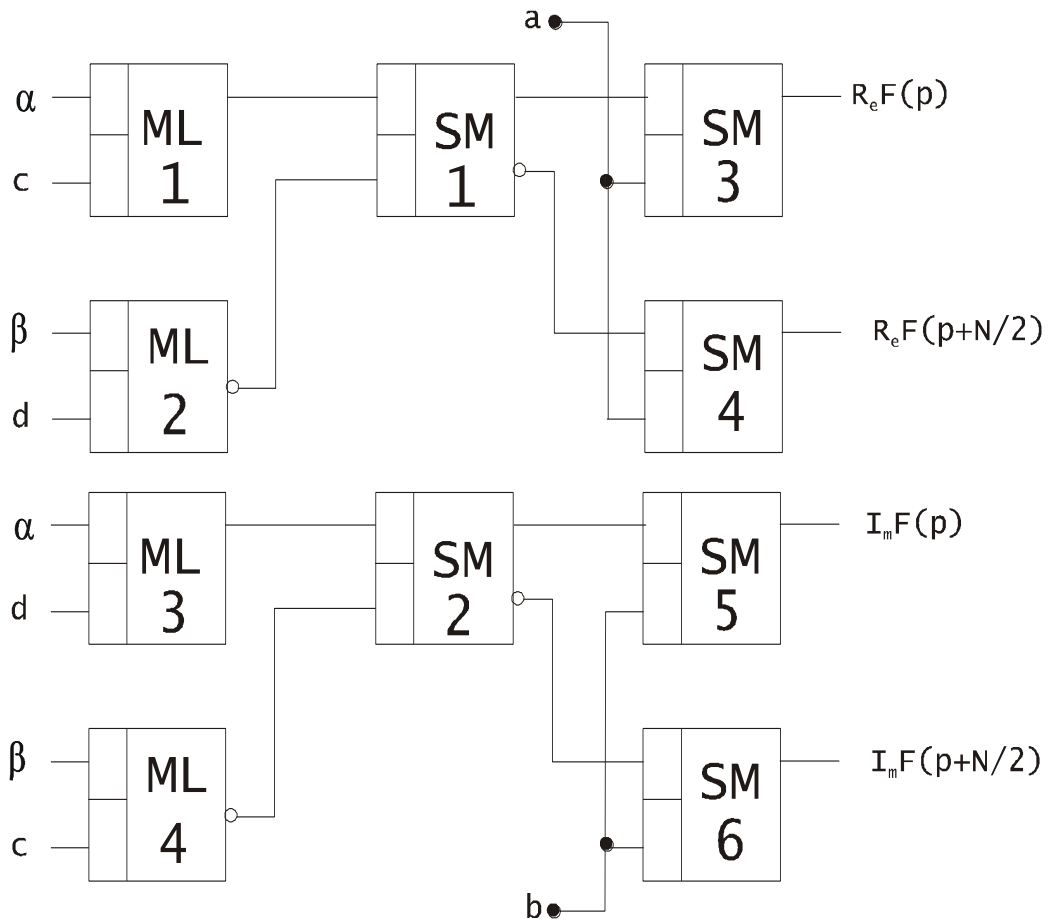 a
α
c
ML
1
SM
1
SM
3
ReF(p)
β
d
ML
2
SM
4
ReF(p+N/2)
α
d
ML
3
SM
2
SM
5
ImF(p)
β
c
ML
4
SM
6
ImF(p+N/2)
b